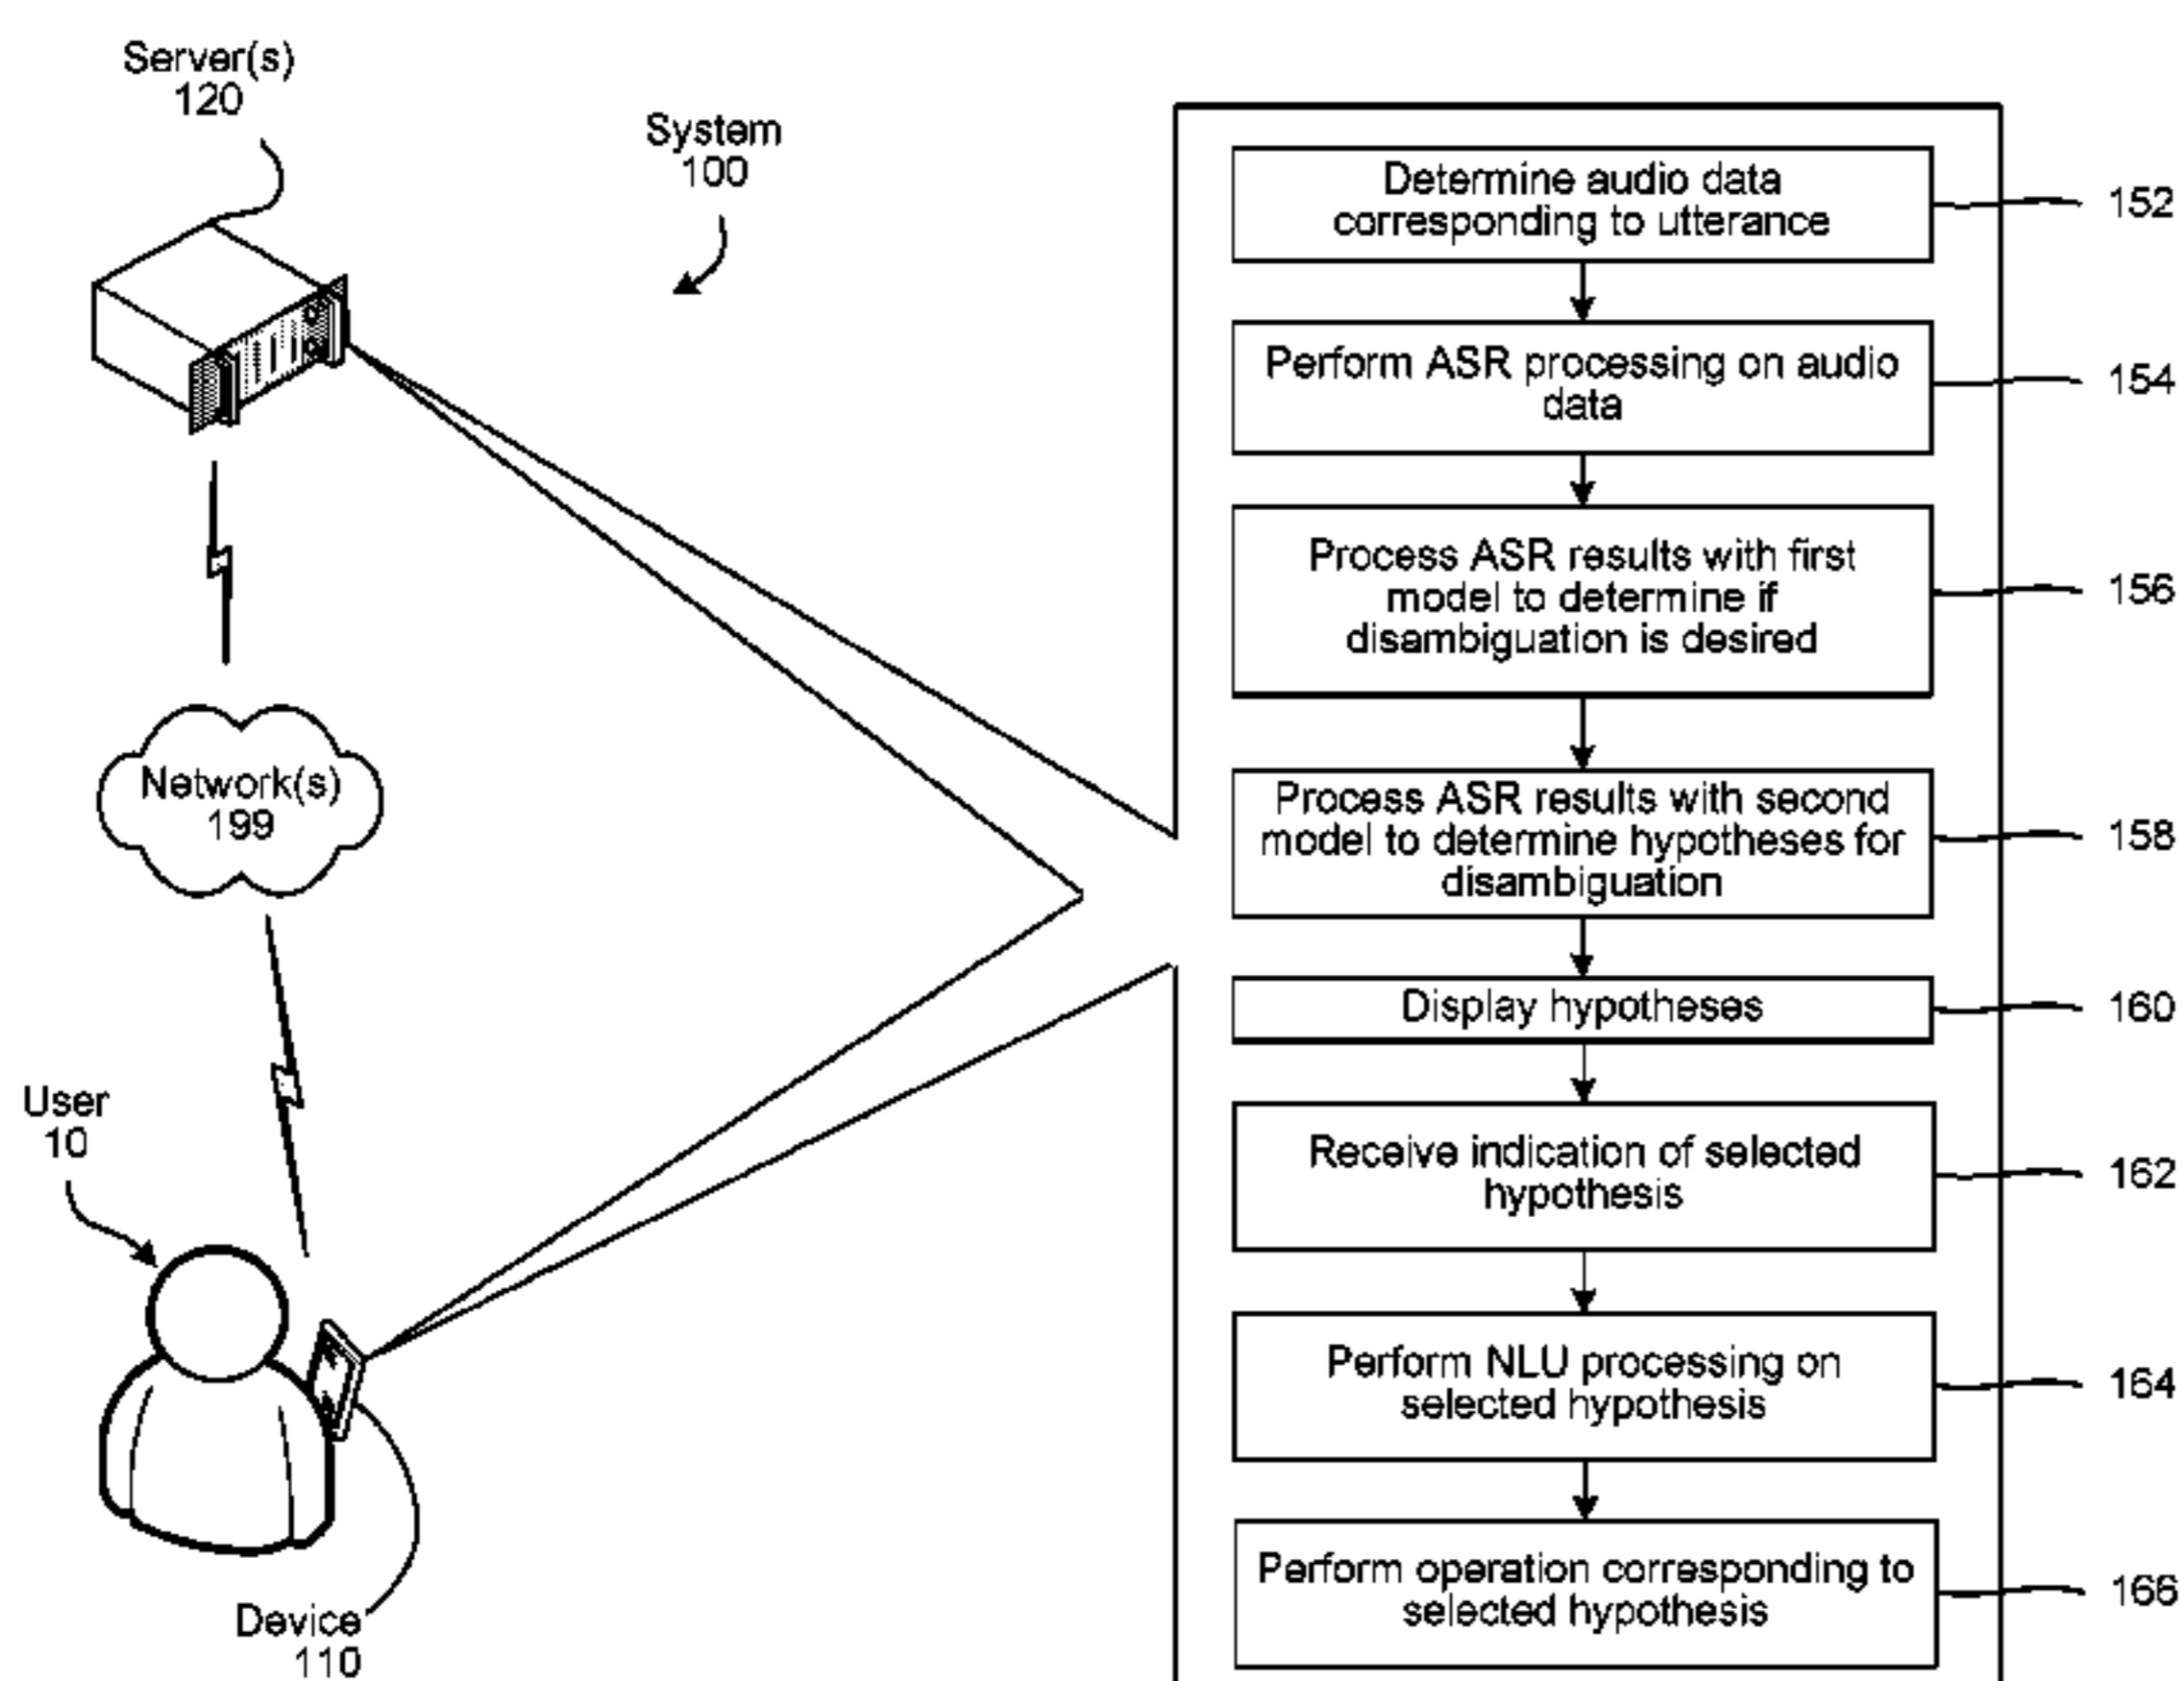 Server(s)
120
System
100
Network(s)
199
User
10
Device
110
Determine audio data
corresponding to utterance
152
Perform ASR processing on audio
data
154
Process ASR results with first
model to determine if
disambiguation is desired
156
Process ASR results with second
model to determine hypotheses for
disambiguation
158
Display hypotheses
160
Receive indication of selected
hypothesis
162
Perform NLU processing on
selected hypothesis
164
Perform operation corresponding to
selected hypothesis
166